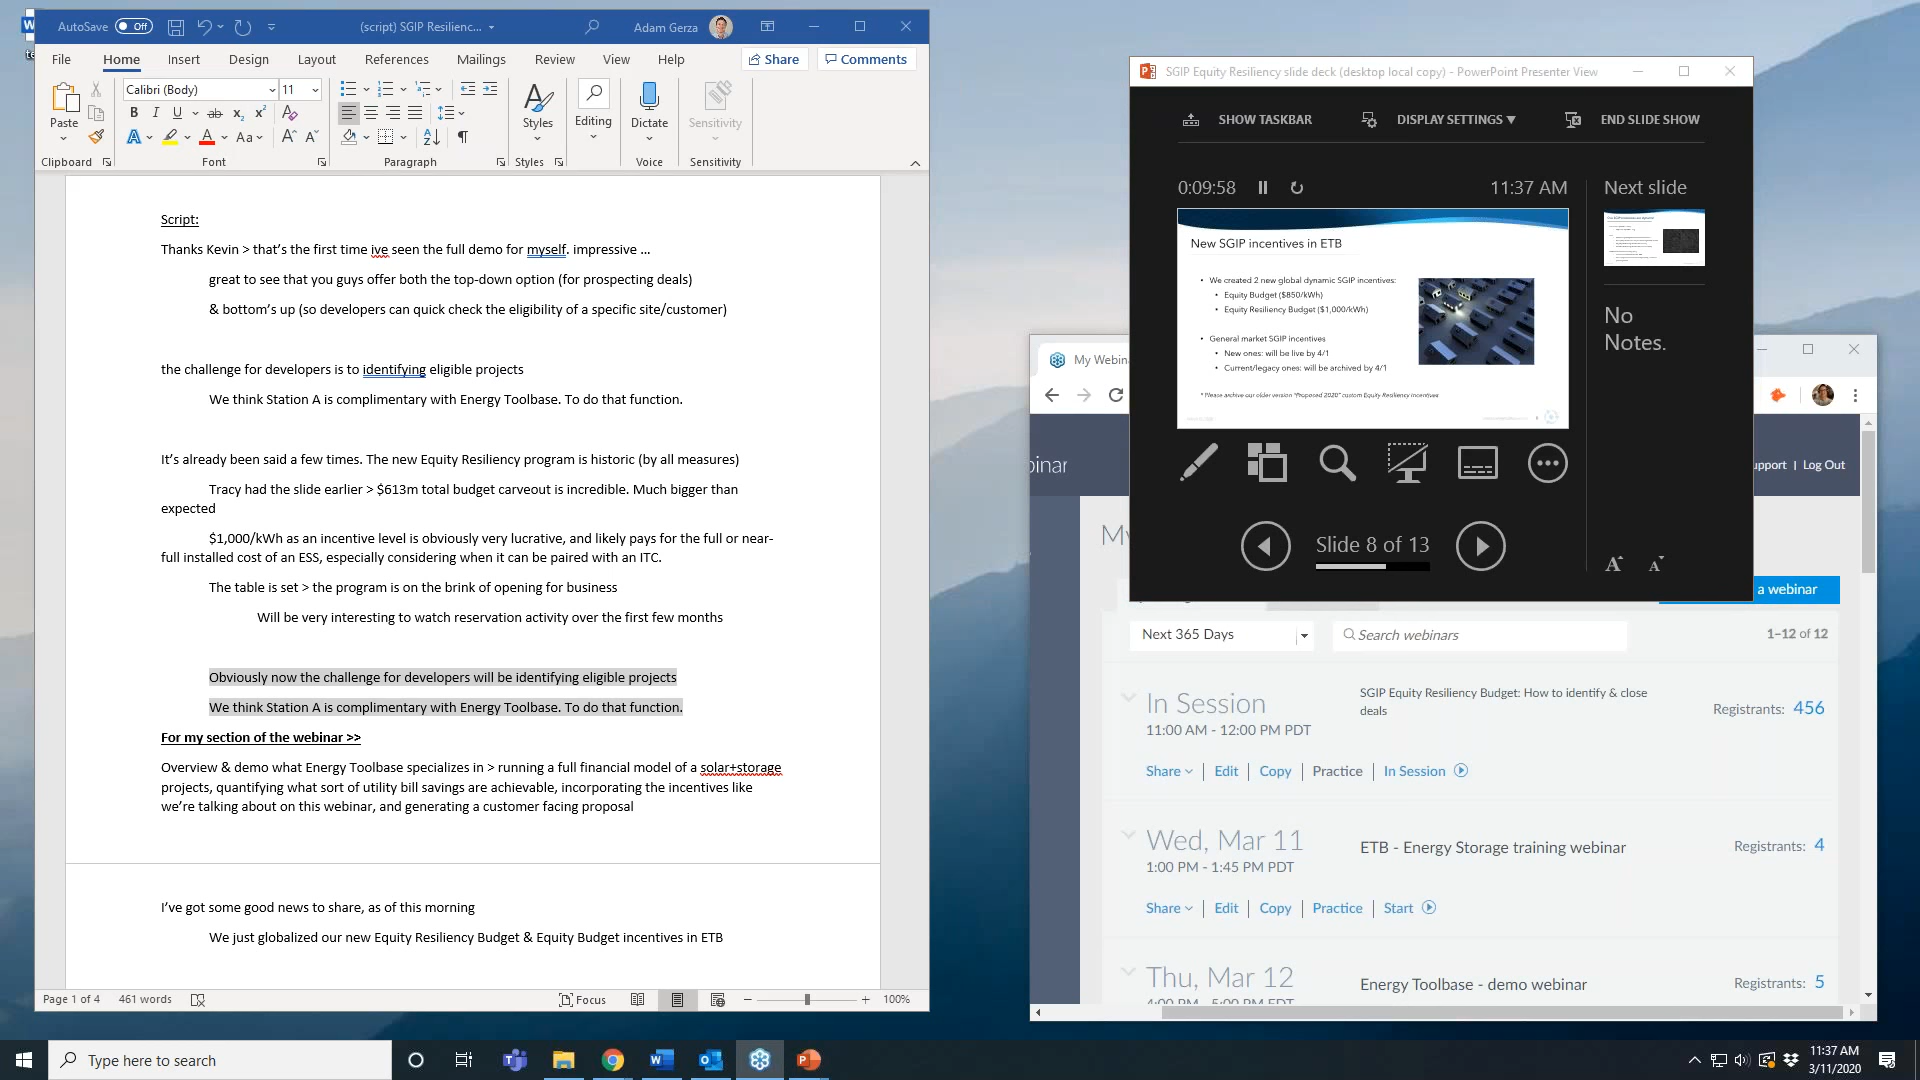 AutoSave Off
(script) SGIP Resilienc...
Adam Gerza
File Home Insert Design Layout References Mailings Review View Help Share Comments
Calibri (Body) 11
Paste
Styles
Editing
Dictate
Sensitivity
Clipboard Font Paragraph Styles Voice Sensitivity
Script:
Thanks Kevin > that's the first time ive seen the full demo for myself. impressive ...
great to see that you guys offer both the top-down option (for prospecting deals)
& bottom's up (so developers can quick check the eligibility of a specific site/customer)
the challenge for developers is to identifying eligible projects
We think Station A is complimentary with Energy Toolbase. To do that function.
It's already been said a few times. The new Equity Resiliency program is historic (by all measures)
Tracy had the slide earlier > $613m total budget carveout is incredible. Much bigger than
expected
$1,000/kWh as an incentive level is obviously very lucrative, and likely pays for the full or near-
full installed cost of an ESS, especially considering when it can be paired with an ITC.
The table is set > the program is on the brink of opening for business
Will be very interesting to watch reservation activity over the first few months
Obviously now the challenge for developers will be identifying eligible projects
We think Station A is complimentary with Energy Toolbase. To do that function.
For my section of the webinar >>
Overview & demo what Energy Toolbase specializes in > running a full financial model of a solar+storage
projects, quantifying what sort of utility bill savings are achievable, incorporating the incentives like
we're talking about on this webinar, and generating a customer facing proposal
I've got some good news to share, as of this morning
We just globalized our new Equity Resiliency Budget & Equity Budget incentives in ETB
Page 1 of 4 461 words Focus 100%
SGIP Equity Resiliency slide deck (desktop local copy) - PowerPoint Presenter View
SHOW TASKBAR DISPLAY SETTINGS ▼ END SLIDE SHOW
0:09:58 11:37 AM Next slide
New SGIP incentives in ETB
• We created 2 new global dynamic SGIP incentives:
• Equity Budget ($850/kWh)
• Equity Resiliency Budget ($1,000/kWh)
• General market SGIP incentives
• New ones: will be live by 4/1
• Current/legacy ones: will be archived by 4/1
* Please archive our older version "Proposed 2020" custom Equity Resiliency incentives
No
Notes.
Slide 8 of 13
My Webin
inar
upport | Log Out
My
a webinar
Next 365 Days Search webinars 1–12 of 12
In Session
11:00 AM - 12:00 PM PDT
SGIP Equity Resiliency Budget: How to identify & close
deals
Registrants: 456
Share | Edit | Copy | Practice | In Session
Wed, Mar 11
1:00 PM - 1:45 PM PDT
ETB - Energy Storage training webinar
Registrants: 4
Share | Edit | Copy | Practice | Start
Thu, Mar 12
4:00 PM - 5:00 PM PDT
Energy Toolbase - demo webinar
Registrants: 5
Type here to search
11:37 AM
3/11/2020